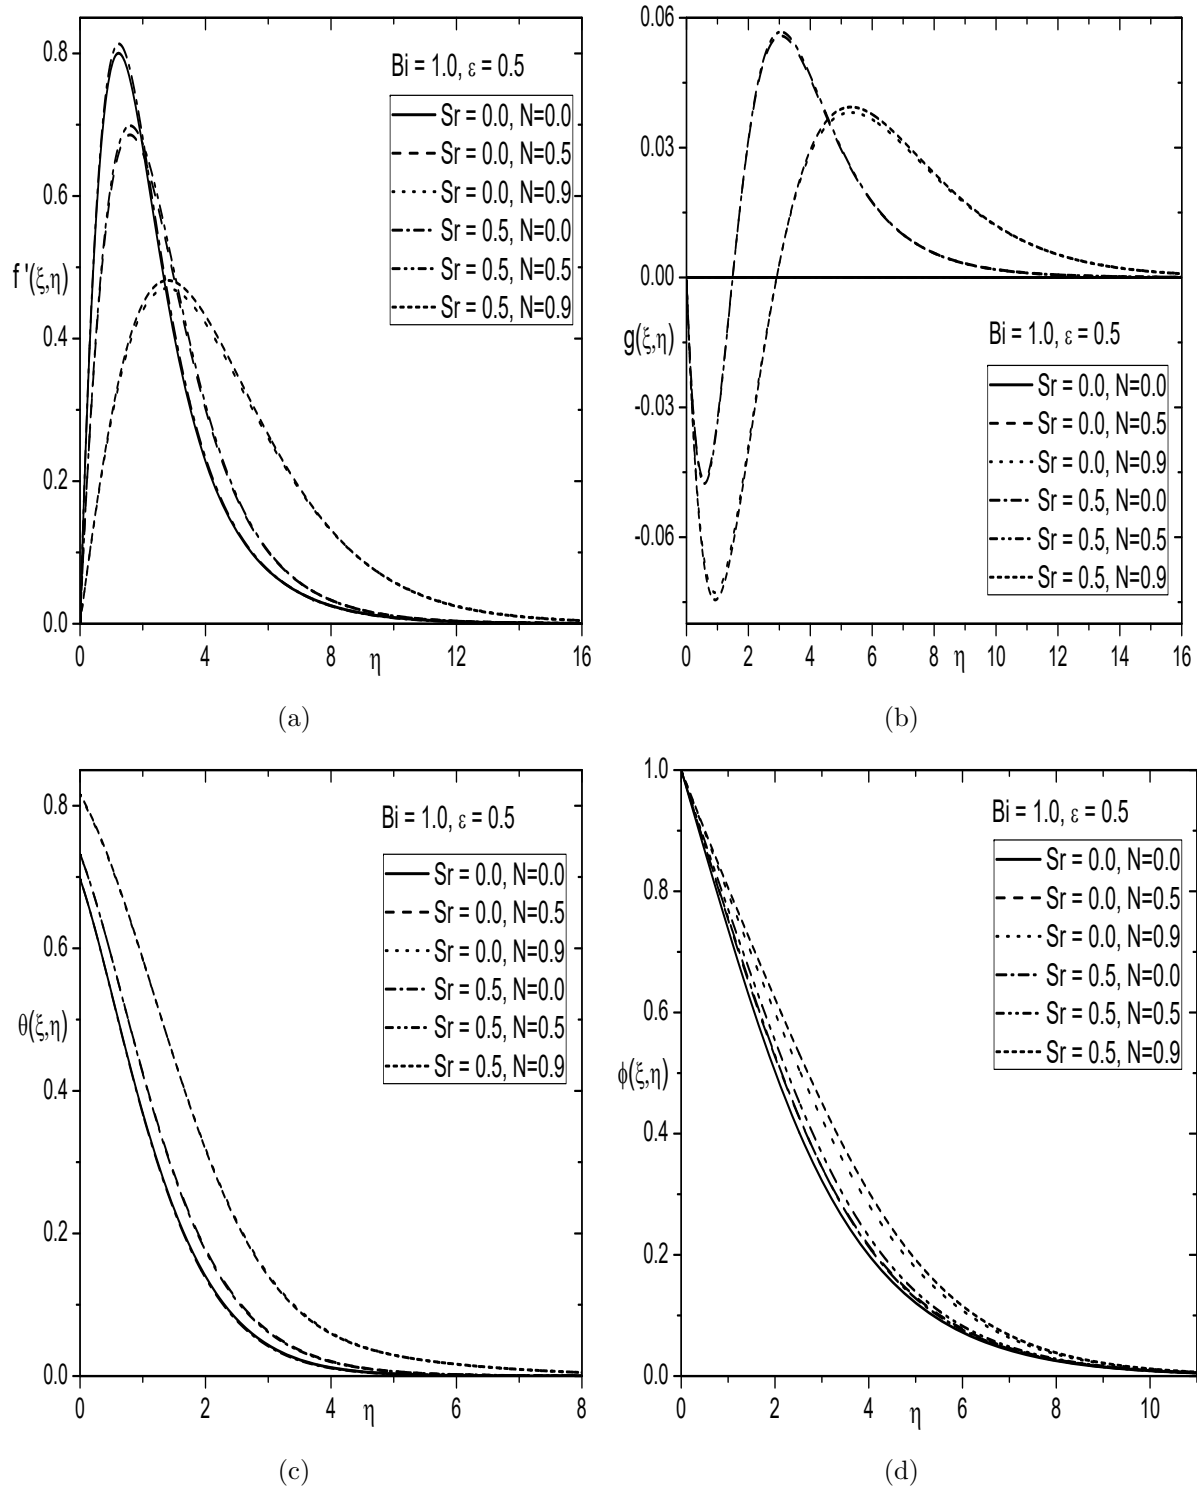 0.8
0.6
0.4
0.2
0.0
f '(ξ,η)
Bi = 1.0, ε = 0.5
Sr = 0.0, N=0.0
Sr = 0.0, N=0.5
Sr = 0.0, N=0.9
Sr = 0.5, N=0.0
Sr = 0.5, N=0.5
Sr = 0.5, N=0.9
0 4 8 12 16
η
(a)
0.06
0.03
0.00
-0.03
-0.06
g(ξ,η)
Bi = 1.0, ε = 0.5
Sr = 0.0, N=0.0
Sr = 0.0, N=0.5
Sr = 0.0, N=0.9
Sr = 0.5, N=0.0
Sr = 0.5, N=0.5
Sr = 0.5, N=0.9
0 2 4 6 8 10 12 14 16
η
(b)
0.8
0.6
0.4
0.2
0.0
θ(ξ,η)
Bi = 1.0, ε = 0.5
Sr = 0.0, N=0.0
Sr = 0.0, N=0.5
Sr = 0.0, N=0.9
Sr = 0.5, N=0.0
Sr = 0.5, N=0.5
Sr = 0.5, N=0.9
0 2 4 6 8
η
(c)
1.0
0.8
0.6
0.4
0.2
0.0
ϕ(ξ,η)
Bi = 1.0, ε = 0.5
Sr = 0.0, N=0.0
Sr = 0.0, N=0.5
Sr = 0.0, N=0.9
Sr = 0.5, N=0.0
Sr = 0.5, N=0.5
Sr = 0.5, N=0.9
0 2 4 6 8 10
η
(d)